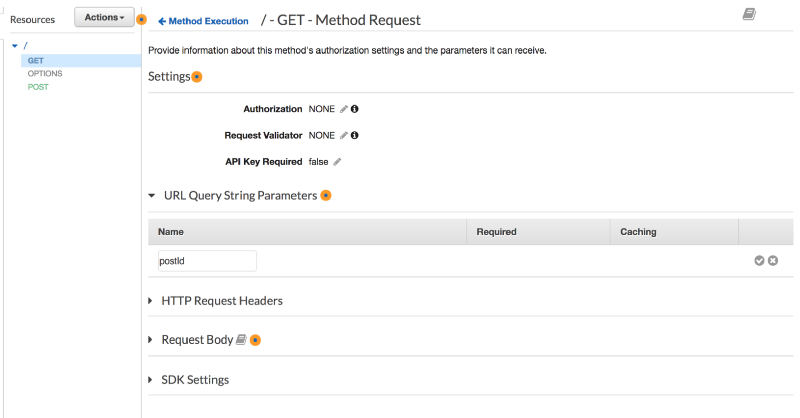 Resources
Actions
/
GET
OPTIONS
POST
Method Execution / - GET - Method Request
Provide information about this method's authorization settings and the parameters it can receive.
Settings
Authorization NONE
Request Validator NONE
API Key Required false
URL Query String Parameters
Name Required Caching
postId
HTTP Request Headers
Request Body
SDK Settings